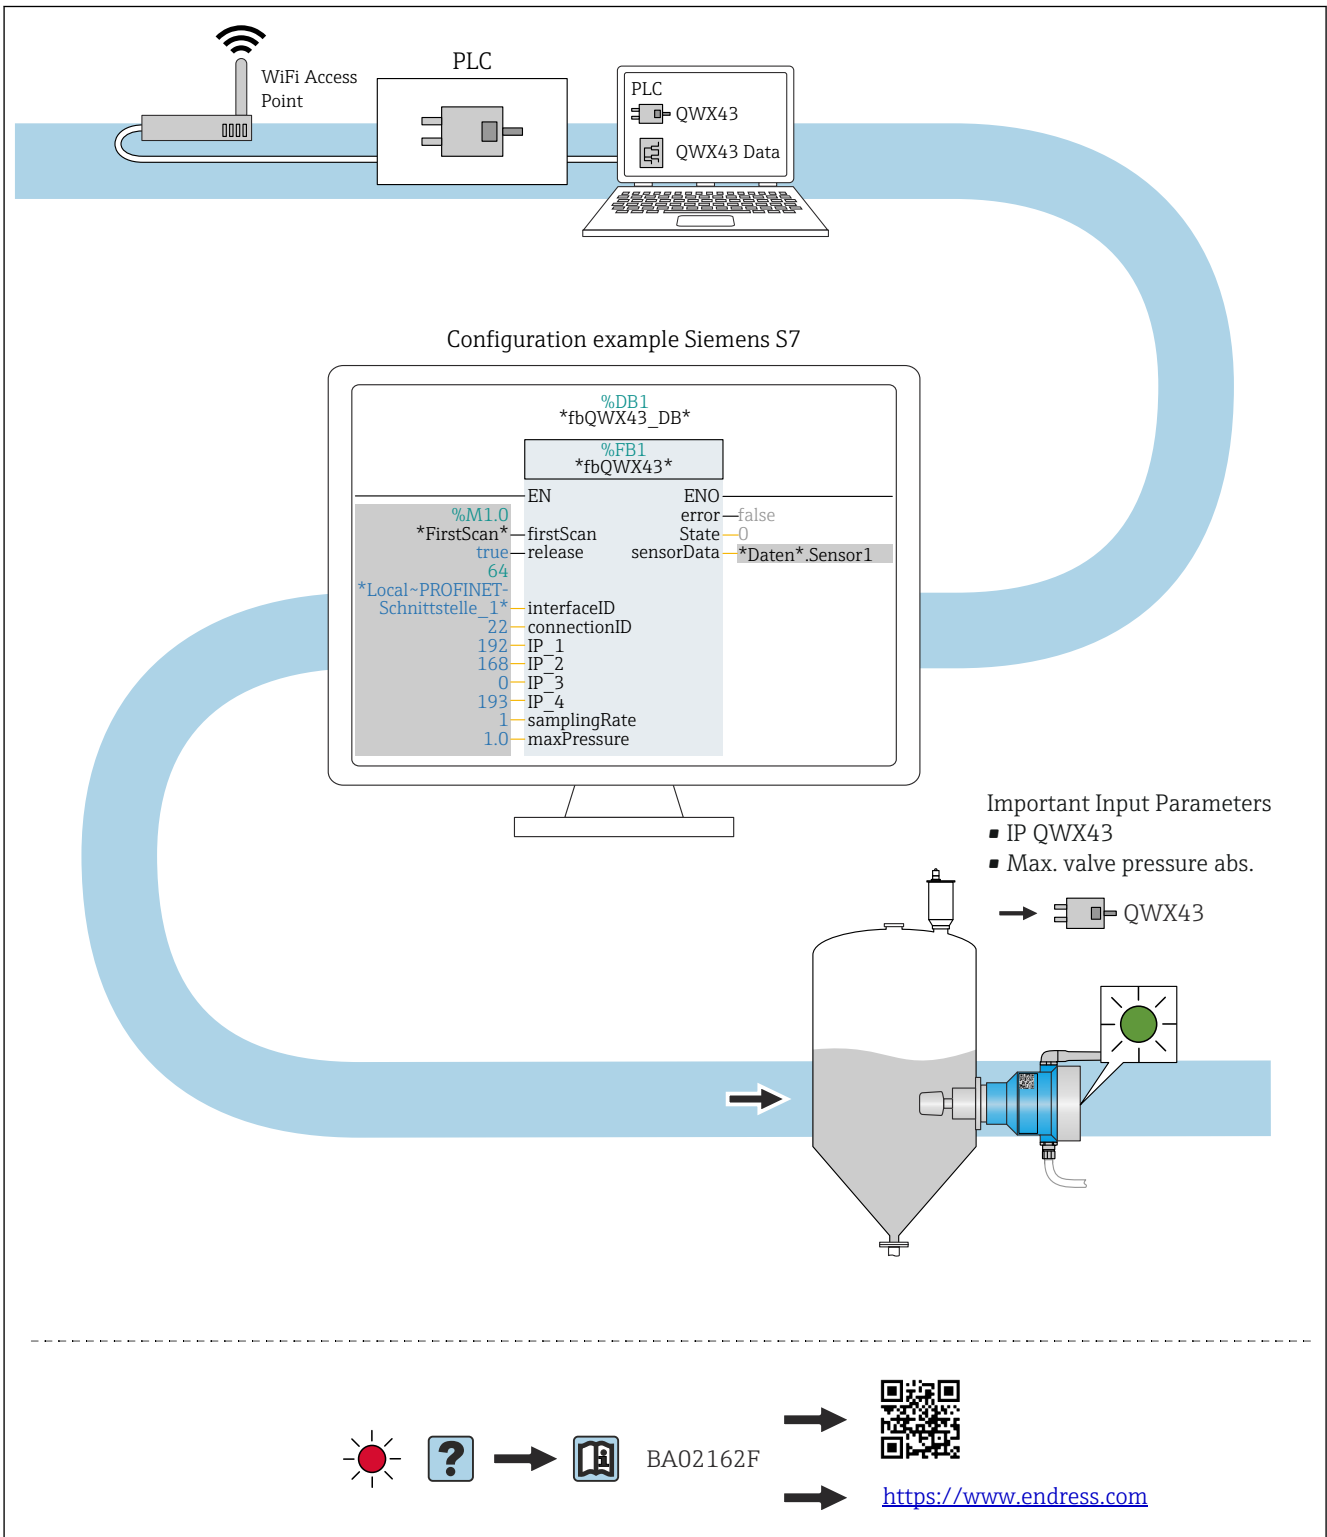 WiFi Access
Point
PLC
PLC
QWX43
QWX43 Data
Configuration example Siemens S7
%DB1
*fbQWX43_DB*
%FB1
*fbQWX43*
EN ENO
error false
%M1.0
*FirstScan* firstScan State 0
true release sensorData *Daten*.Sensor1
64
*Local~PROFINET-
Schnittstelle_1* interfaceID
22 connectionID
192 IP_1
168 IP_2
0 IP_3
193 IP_4
1 samplingRate
1.0 maxPressure
Important Input Parameters
▪ IP QWX43
▪ Max. valve pressure abs.
QWX43
? i BA02162F
https://www.endress.com